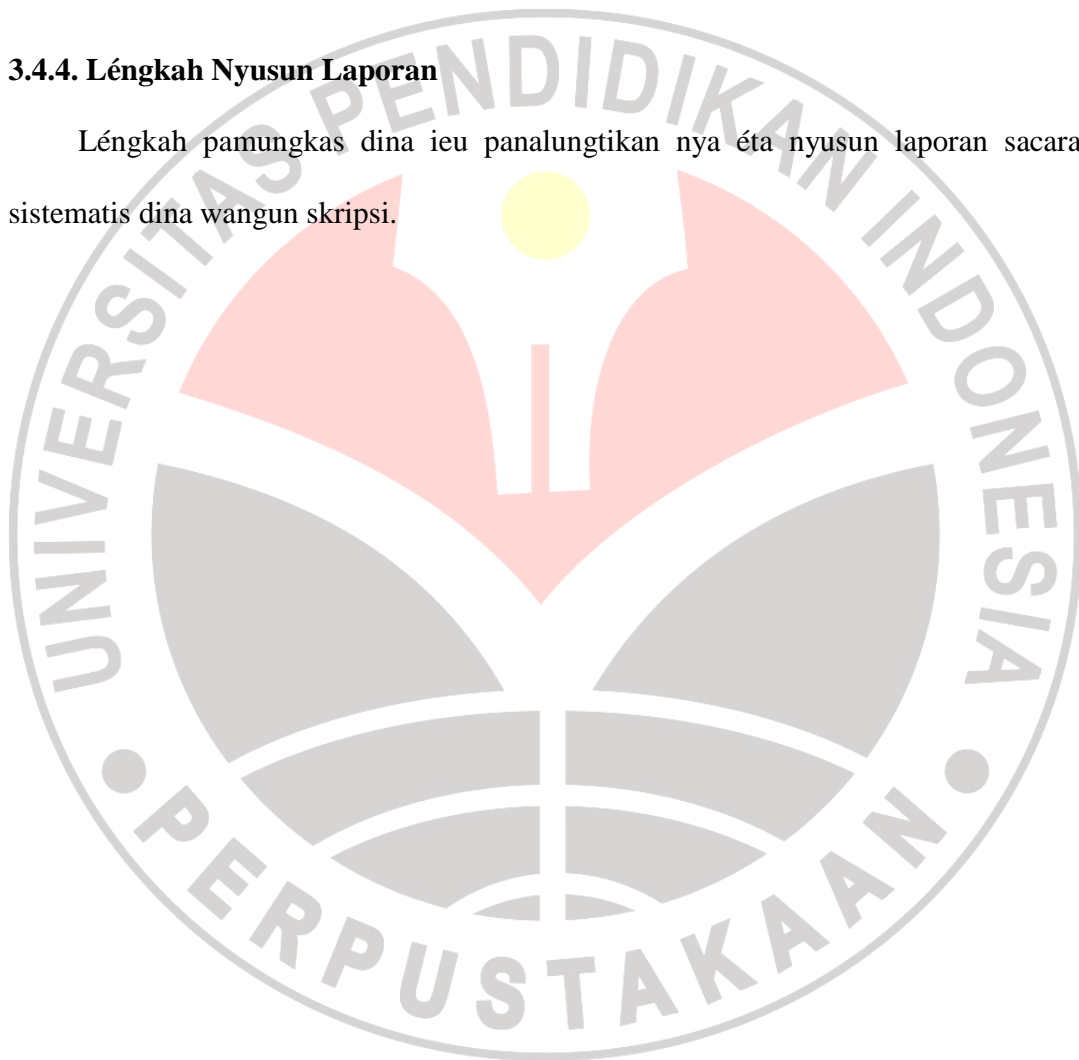 3.4.4. Léngkah Nyusun Laporan
Léngkah pamungkas dina ieu panalungtikan nya éta nyusun laporan sacara
sistematis dina wangun skripsi.
UNIVERSITAS PENDIDIKAN INDONESIA
PERPUSTAKAAN